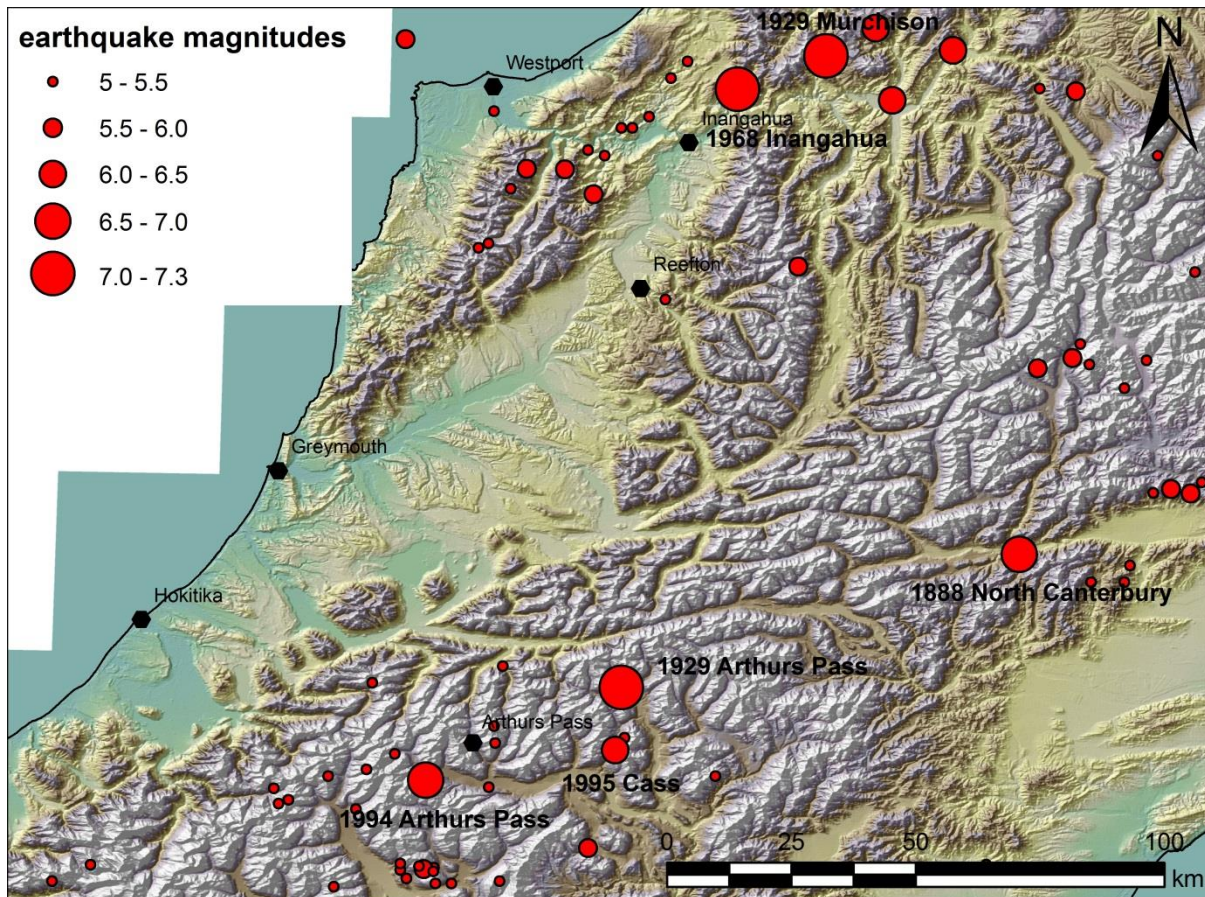 earthquake magnitudes
5 - 5.5
5.5 - 6.0
6.0 - 6.5
6.5 - 7.0
7.0 - 7.3
1929 Murchison
N
Westport
Inangahua
1968 Inangahua
Reefton
Greymouth
1888 North Canterbury
Hokitika
1929 Arthurs Pass
Arthurs Pass
1995 Cass
1994 Arthurs Pass
0 25 50 100
km